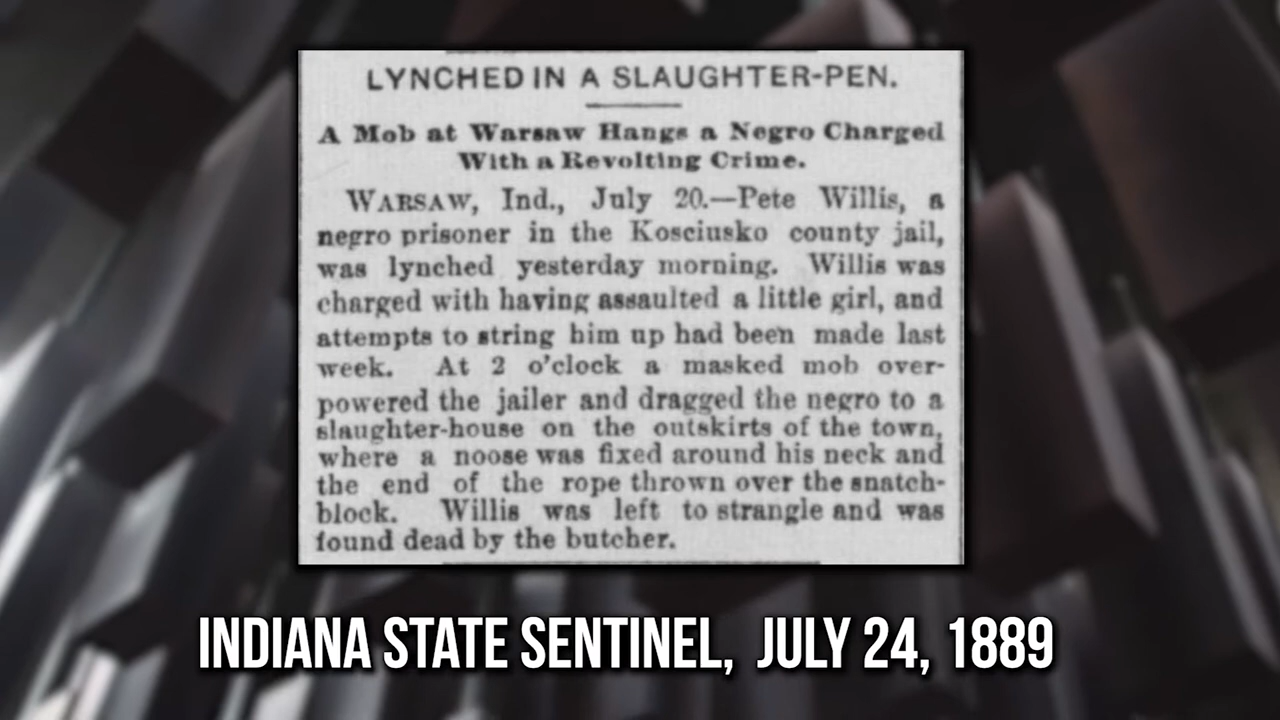 LYNCHED IN A SLAUGHTER-PEN.
A Mob at Warsaw Hangs a Negro Charged
With a Revolting Crime.
WARSAW, Ind., July 20.—Pete Willis, a
negro prisoner in the Kosciusko county jail,
was lynched yesterday morning. Willis was
charged with having assaulted a little girl, and
attempts to string him up had been made last
week. At 2 o'clock a masked mob over-
powered the jailer and dragged the negro to a
slaughter-house on the outskirts of the town,
where a noose was fixed around his neck and
the end of the rope thrown over the snatch-
block. Willis was left to strangle and was
found dead by the butcher.
INDIANA STATE SENTINEL, JULY 24, 1889